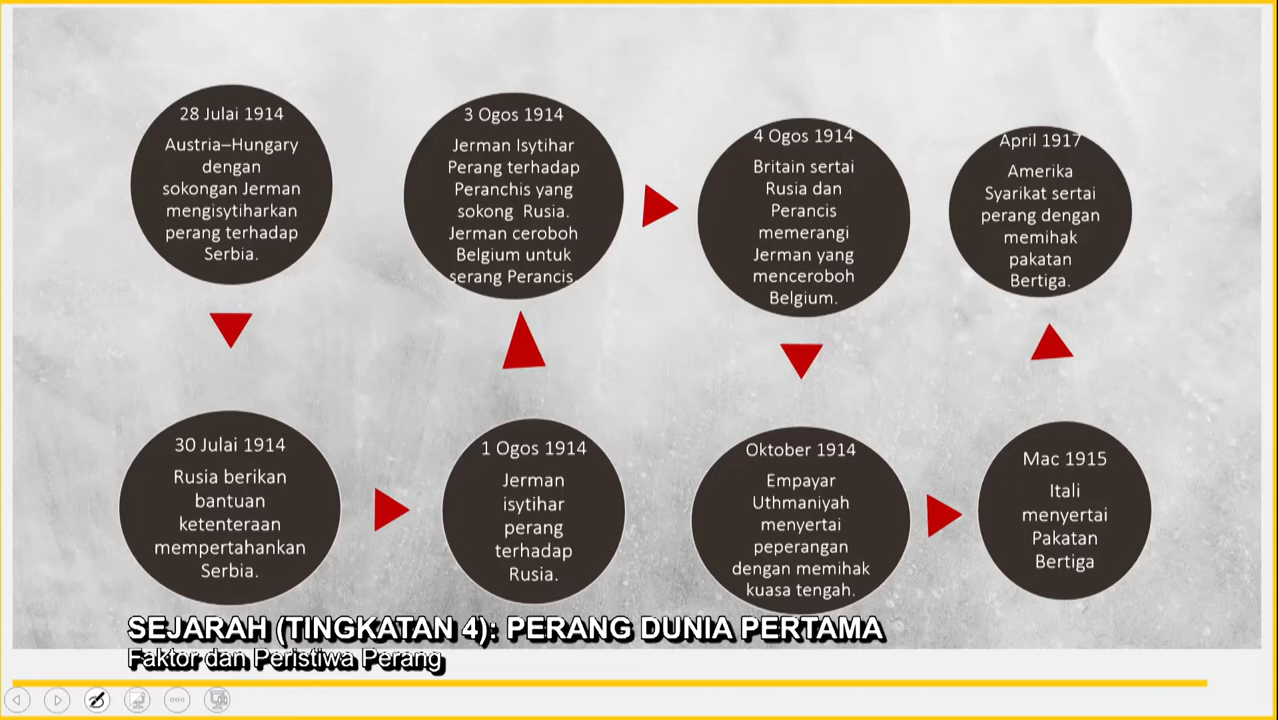 28 Julai 1914
Austria–Hungary
dengan
sokongan Jerman
mengisytiharkan
perang terhadap
Serbia.
30 Julai 1914
Rusia berikan
bantuan
ketenteraan
mempertahankan
Serbia.
1 Ogos 1914
Jerman
isytihar
perang
terhadap
Rusia.
3 Ogos 1914
Jerman Isytihar
Perang terhadap
Peranchis yang
sokong Rusia.
Jerman ceroboh
Belgium untuk
serang Perancis.
4 Ogos 1914
Britain sertai
Rusia dan
Perancis
memerangi
Jerman yang
menceroboh
Belgium.
Oktober 1914
Empayar
Uthmaniyah
menyertai
peperangan
dengan memihak
kuasa tengah.
Mac 1915
Itali
menyertai
Pakatan
Bertiga
April 1917
Amerika
Syarikat sertai
perang dengan
memihak
pakatan
Bertiga.
SEJARAH (TINGKATAN 4): PERANG DUNIA PERTAMA
Faktor dan Peristiwa Perang